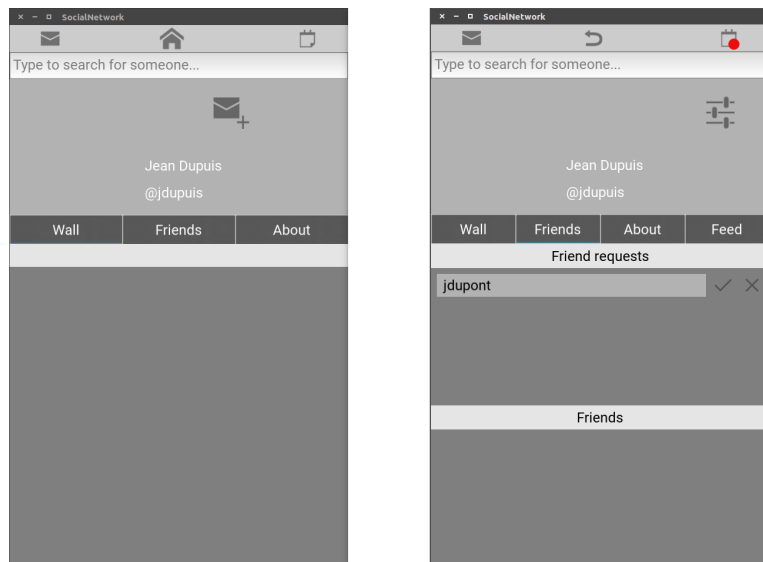 SocialNetwork
Type to search for someone...
Jean Dupuis
@jdupuis
Wall Friends About
SocialNetwork
Type to search for someone...
Jean Dupuis
@jdupuis
Wall Friends About Feed
Friend requests
jdupont
Friends